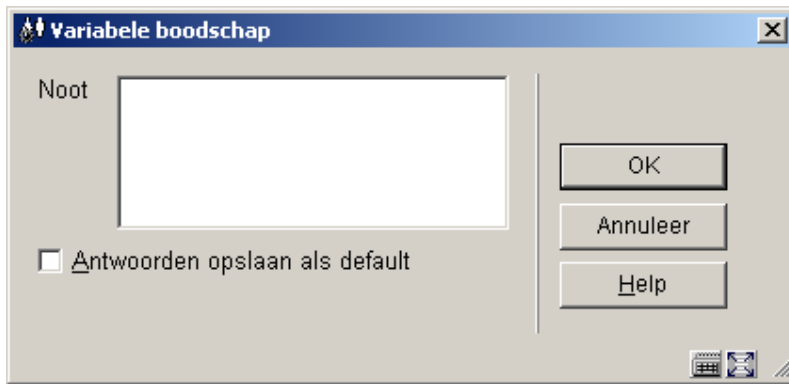 Variabele boodschap
Noot
OK
Annuleer
Antwoorden opslaan als default
Help